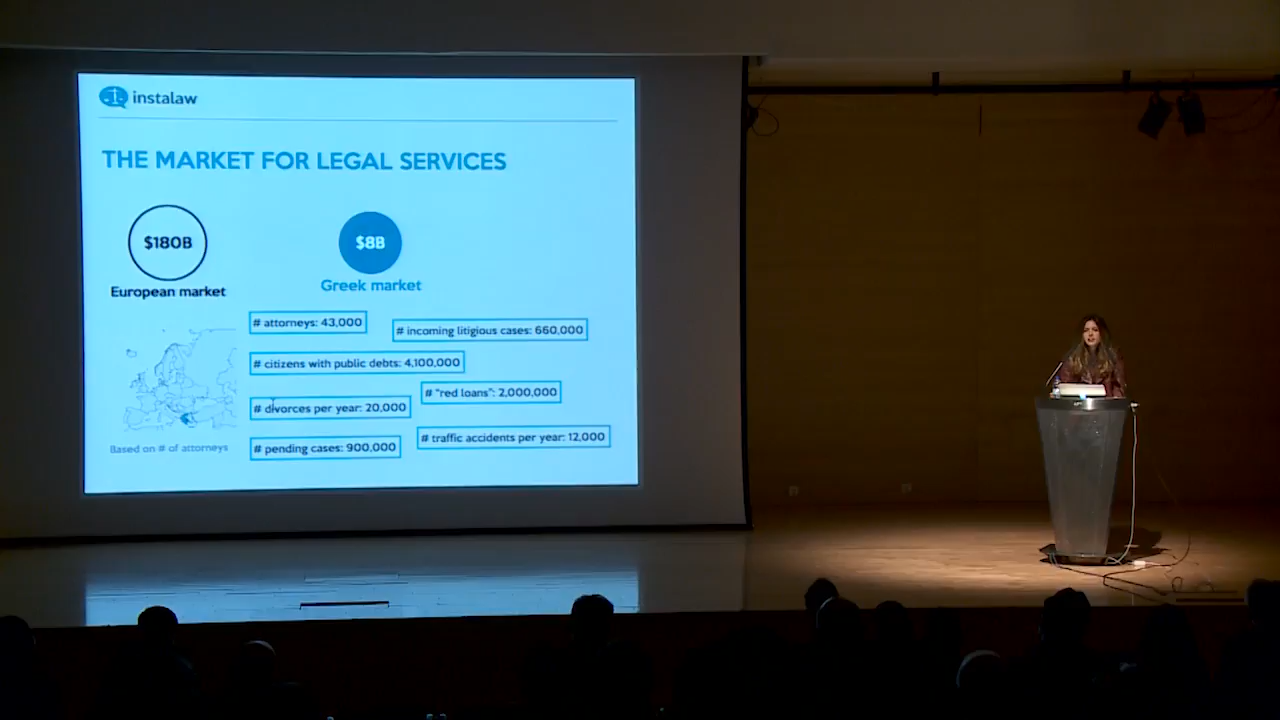 instalaw
THE MARKET FOR LEGAL SERVICES
$180B
$8B
European market
Greek market
# attorneys: 43,000
# incoming litigious cases: 660,000
# citizens with public debts: 4,100,000
# "red loans": 2,000,000
# divorces per year: 20,000
# traffic accidents per year: 12,000
# pending cases: 900,000
Based on # of attorneys